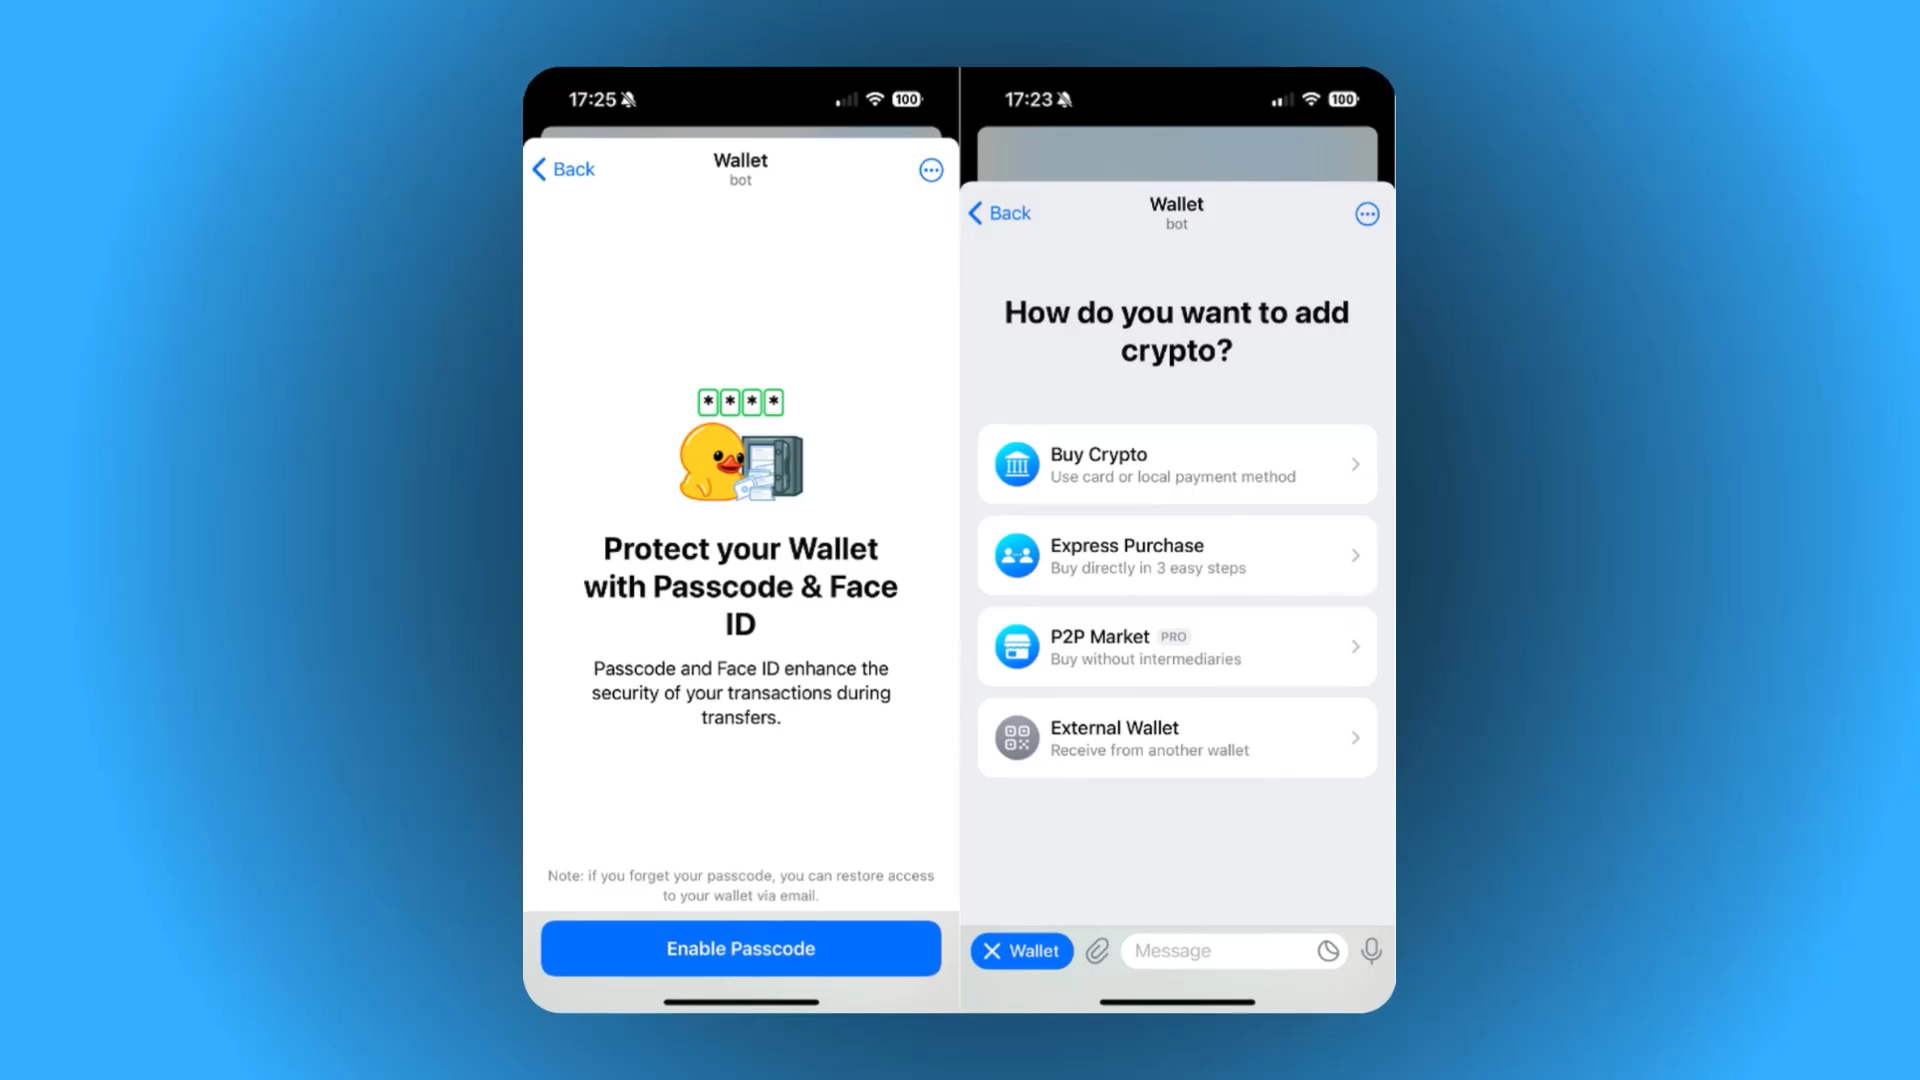 17:25
100
Back
Wallet
bot
* * * *
Protect your Wallet
with Passcode & Face
ID
Passcode and Face ID enhance the
security of your transactions during
transfers.
Note: if you forget your passcode, you can restore access
to your wallet via email.
Enable Passcode
17:23
100
Back
Wallet
bot
How do you want to add
crypto?
Buy Crypto
Use card or local payment method
Express Purchase
Buy directly in 3 easy steps
P2P Market PRO
Buy without intermediaries
External Wallet
Receive from another wallet
Wallet
Message